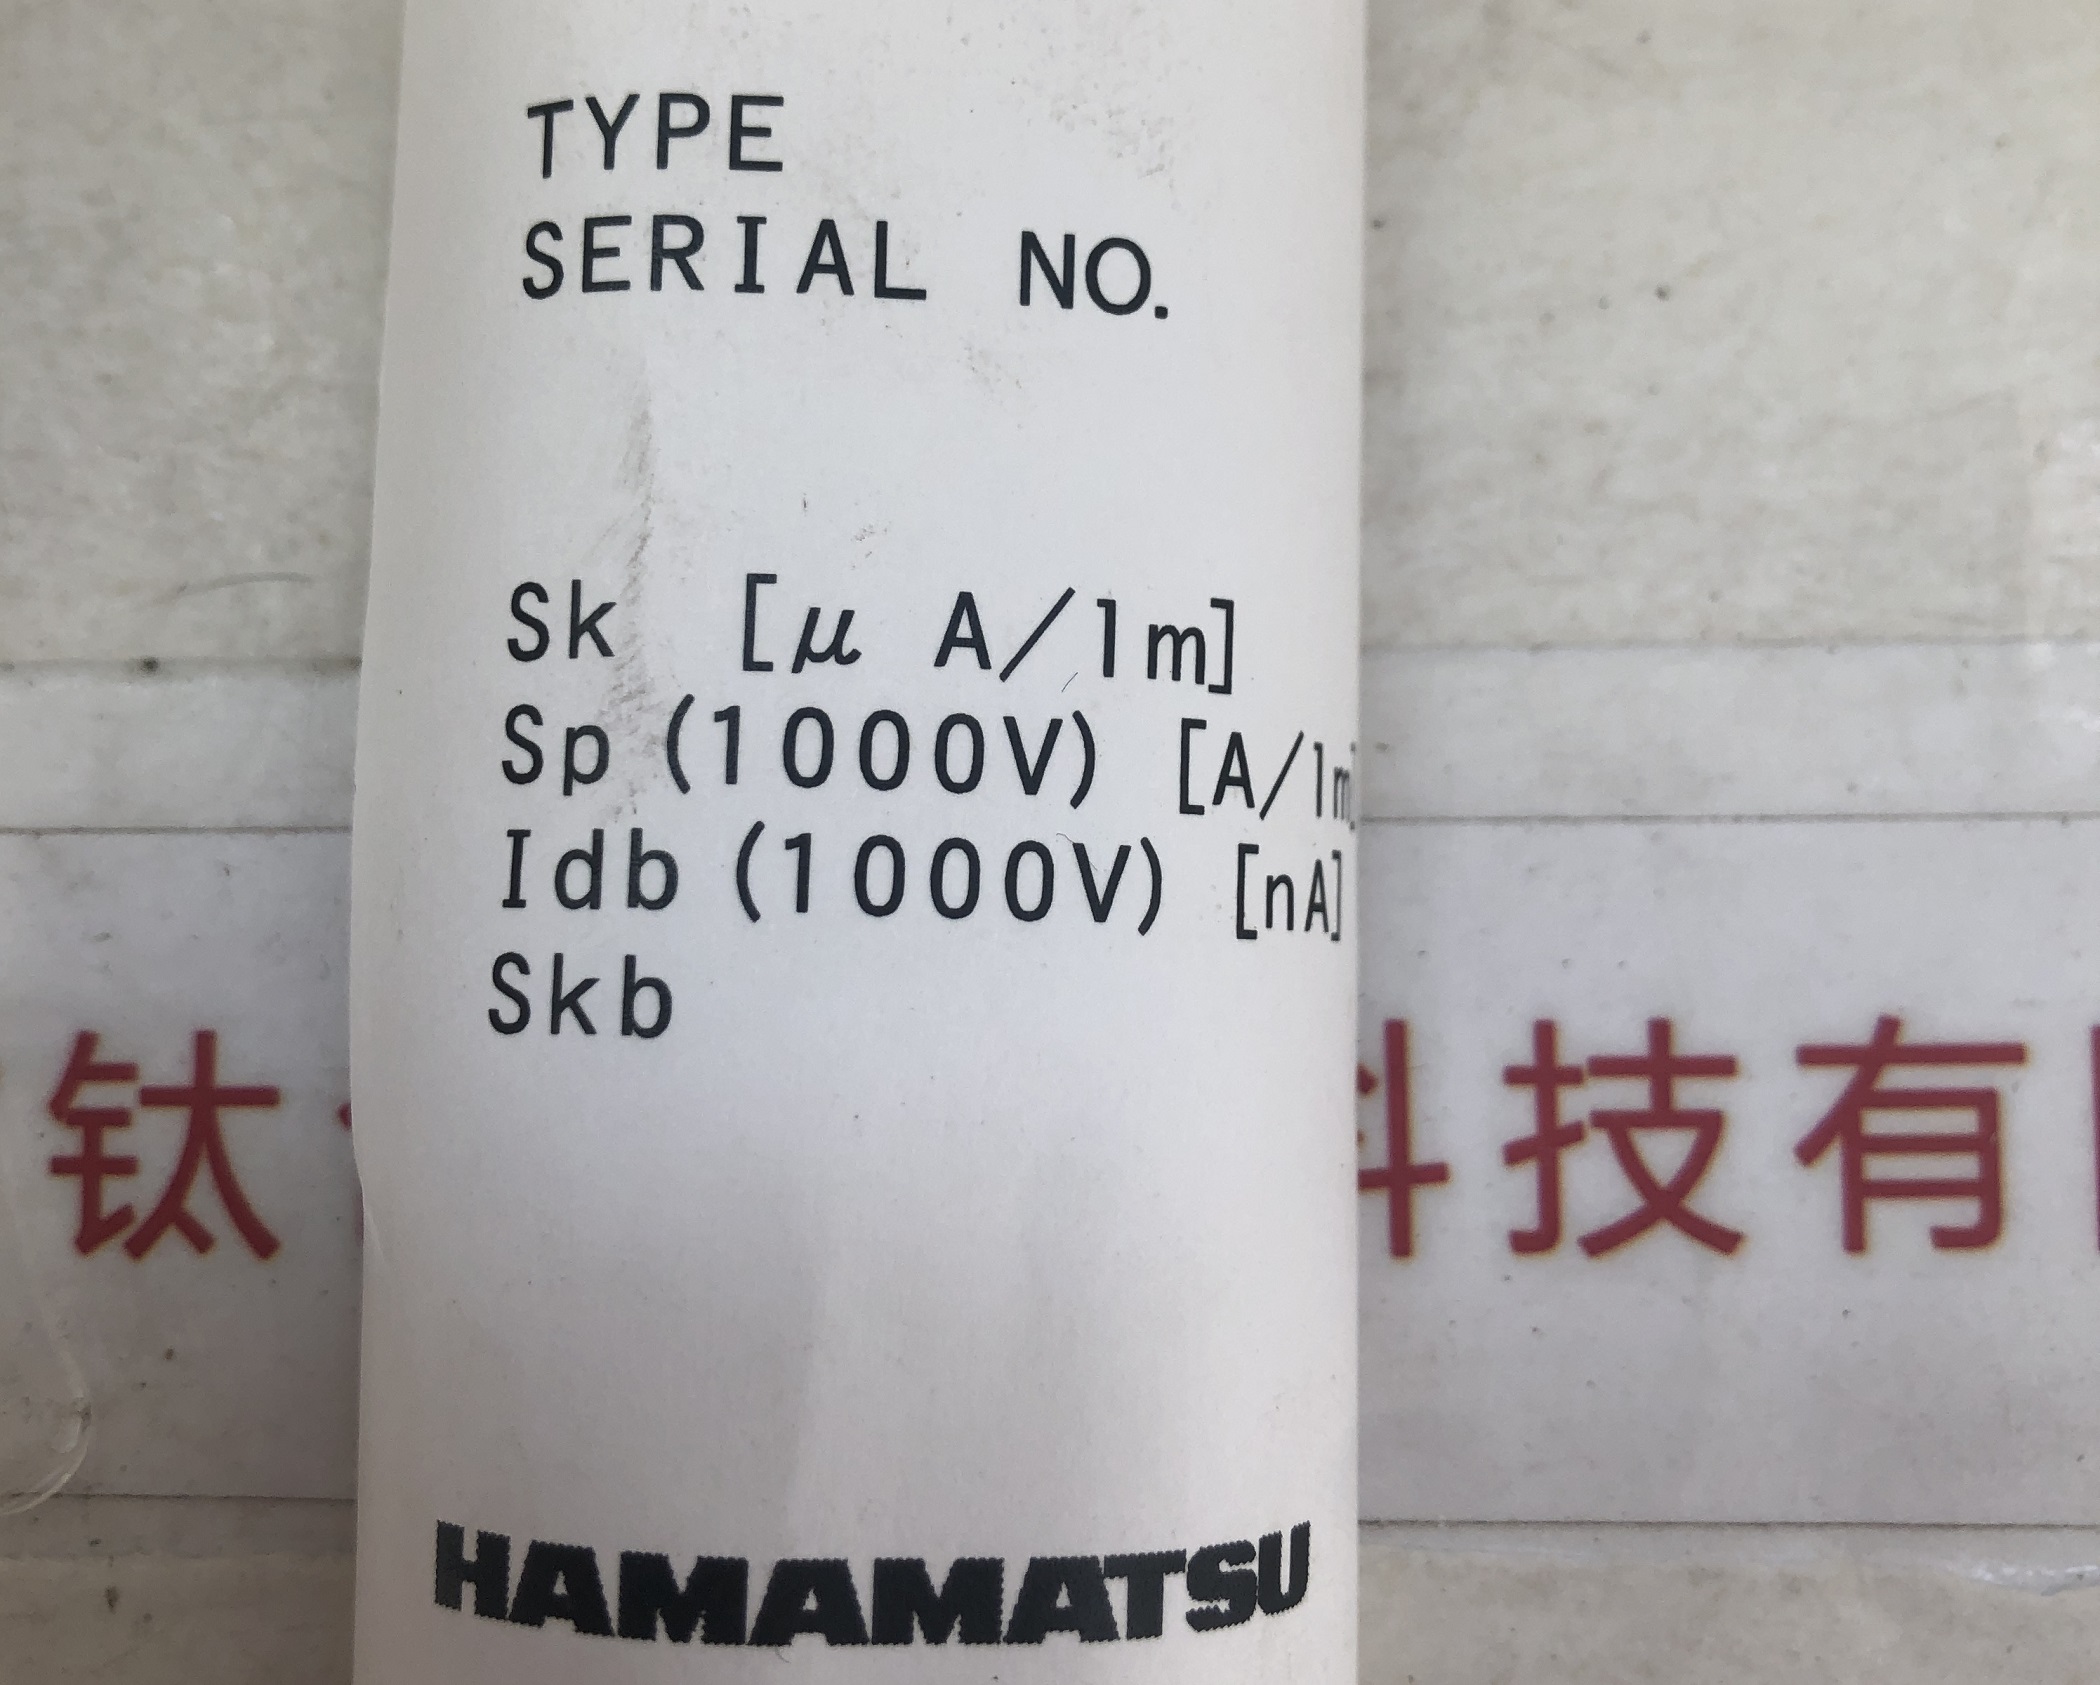 TYPE
SERIAL NO.
Sk [μ A/lm]
Sp (1000V) [A/lm]
Idb (1000V) [nA]
Skb
钛
科技有
HAMAMATSU